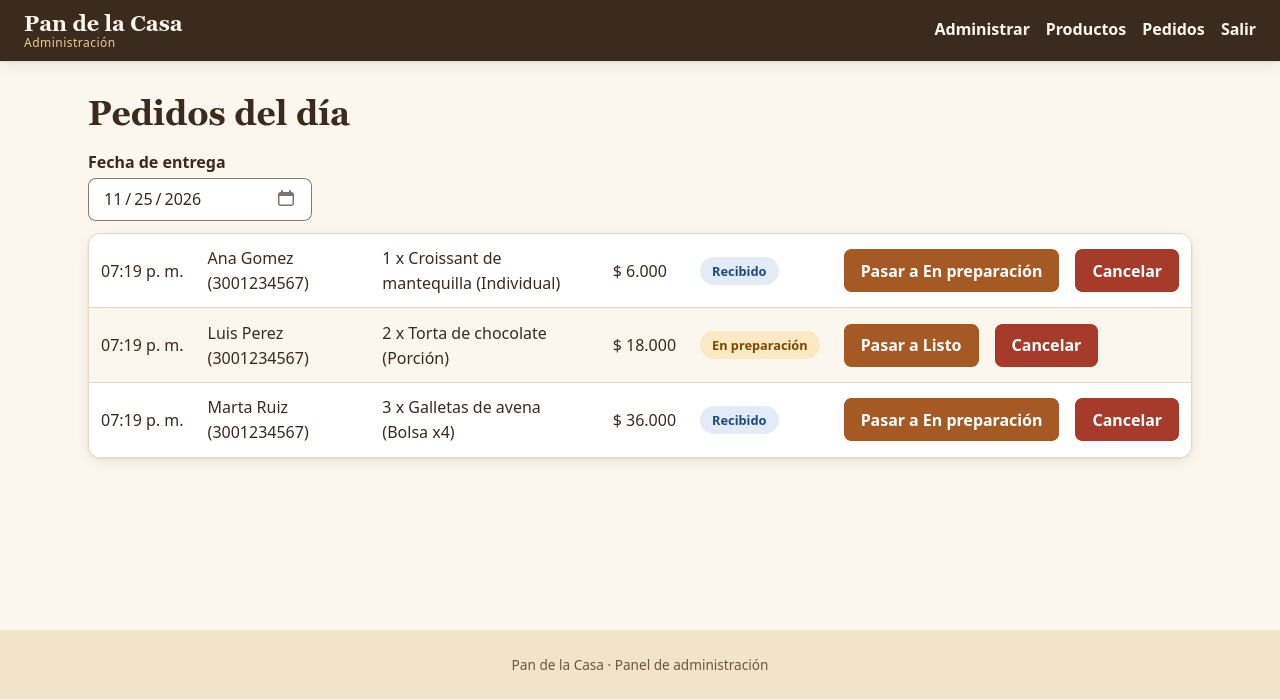 Pan de la Casa
Administración
Administrar Productos Pedidos Salir
Pedidos del día
Fecha de entrega
11/25/2026
07:19 p. m. Ana Gomez (3001234567) 1 x Croissant de mantequilla (Individual) $ 6.000 Recibido Pasar a En preparación Cancelar
07:19 p. m. Luis Perez (3001234567) 2 x Torta de chocolate (Porción) $ 18.000 En preparación Pasar a Listo Cancelar
07:19 p. m. Marta Ruiz (3001234567) 3 x Galletas de avena (Bolsa x4) $ 36.000 Recibido Pasar a En preparación Cancelar
Pan de la Casa · Panel de administración